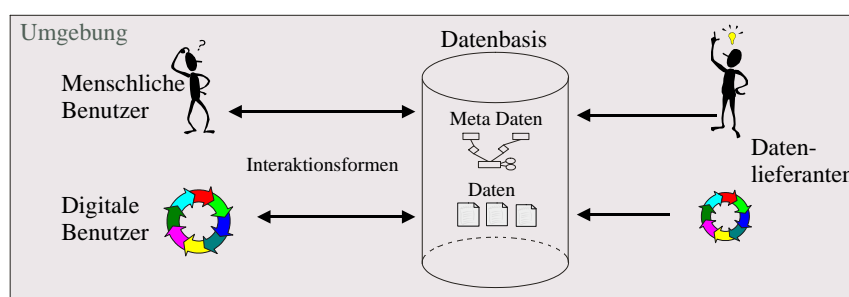 Umgebung
Datenbasis
?
Menschliche
Benutzer
Meta Daten
Interaktionsformen
Daten-
lieferanten
Daten
Digitale
Benutzer